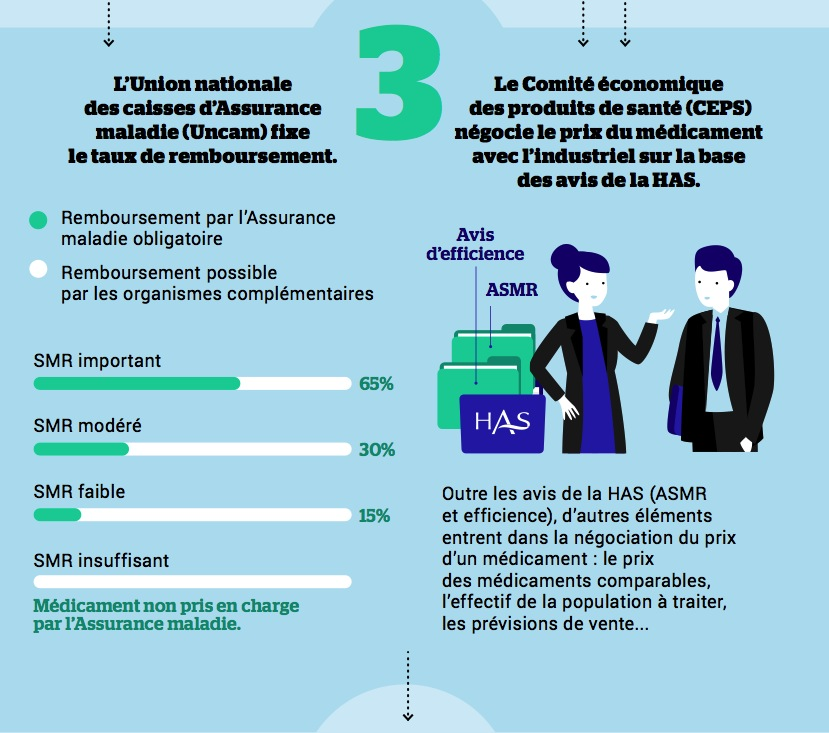 3
L’Union nationale
des caisses d’Assurance
maladie (Uncam) fixe
le taux de remboursement.
Remboursement par l’Assurance
maladie obligatoire
Remboursement possible
par les organismes complémentaires
SMR important
65%
SMR modéré
30%
SMR faible
15%
SMR insuffisant
Médicament non pris en charge
par l’Assurance maladie.
Le Comité économique
des produits de santé (CEPS)
négocie le prix du médicament
avec l’industriel sur la base
des avis de la HAS.
Avis
d’efficience
ASMR
HAS
Outre les avis de la HAS (ASMR
et efficience), d’autres éléments
entrent dans la négociation du prix
d’un médicament : le prix
des médicaments comparables,
l’effectif de la population à traiter,
les prévisions de vente...